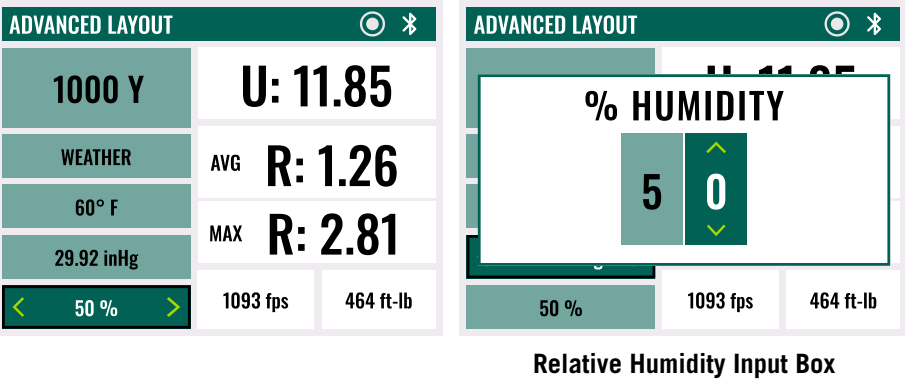 ADVANCED LAYOUT
1000 Y
U: 11.85
WEATHER
AVG R: 1.26
60° F
MAX R: 2.81
29.92 inHg
50 %
1093 fps
464 ft-lb
ADVANCED LAYOUT
% HUMIDITY
5 0
50 %
1093 fps
464 ft-lb
Relative Humidity Input Box